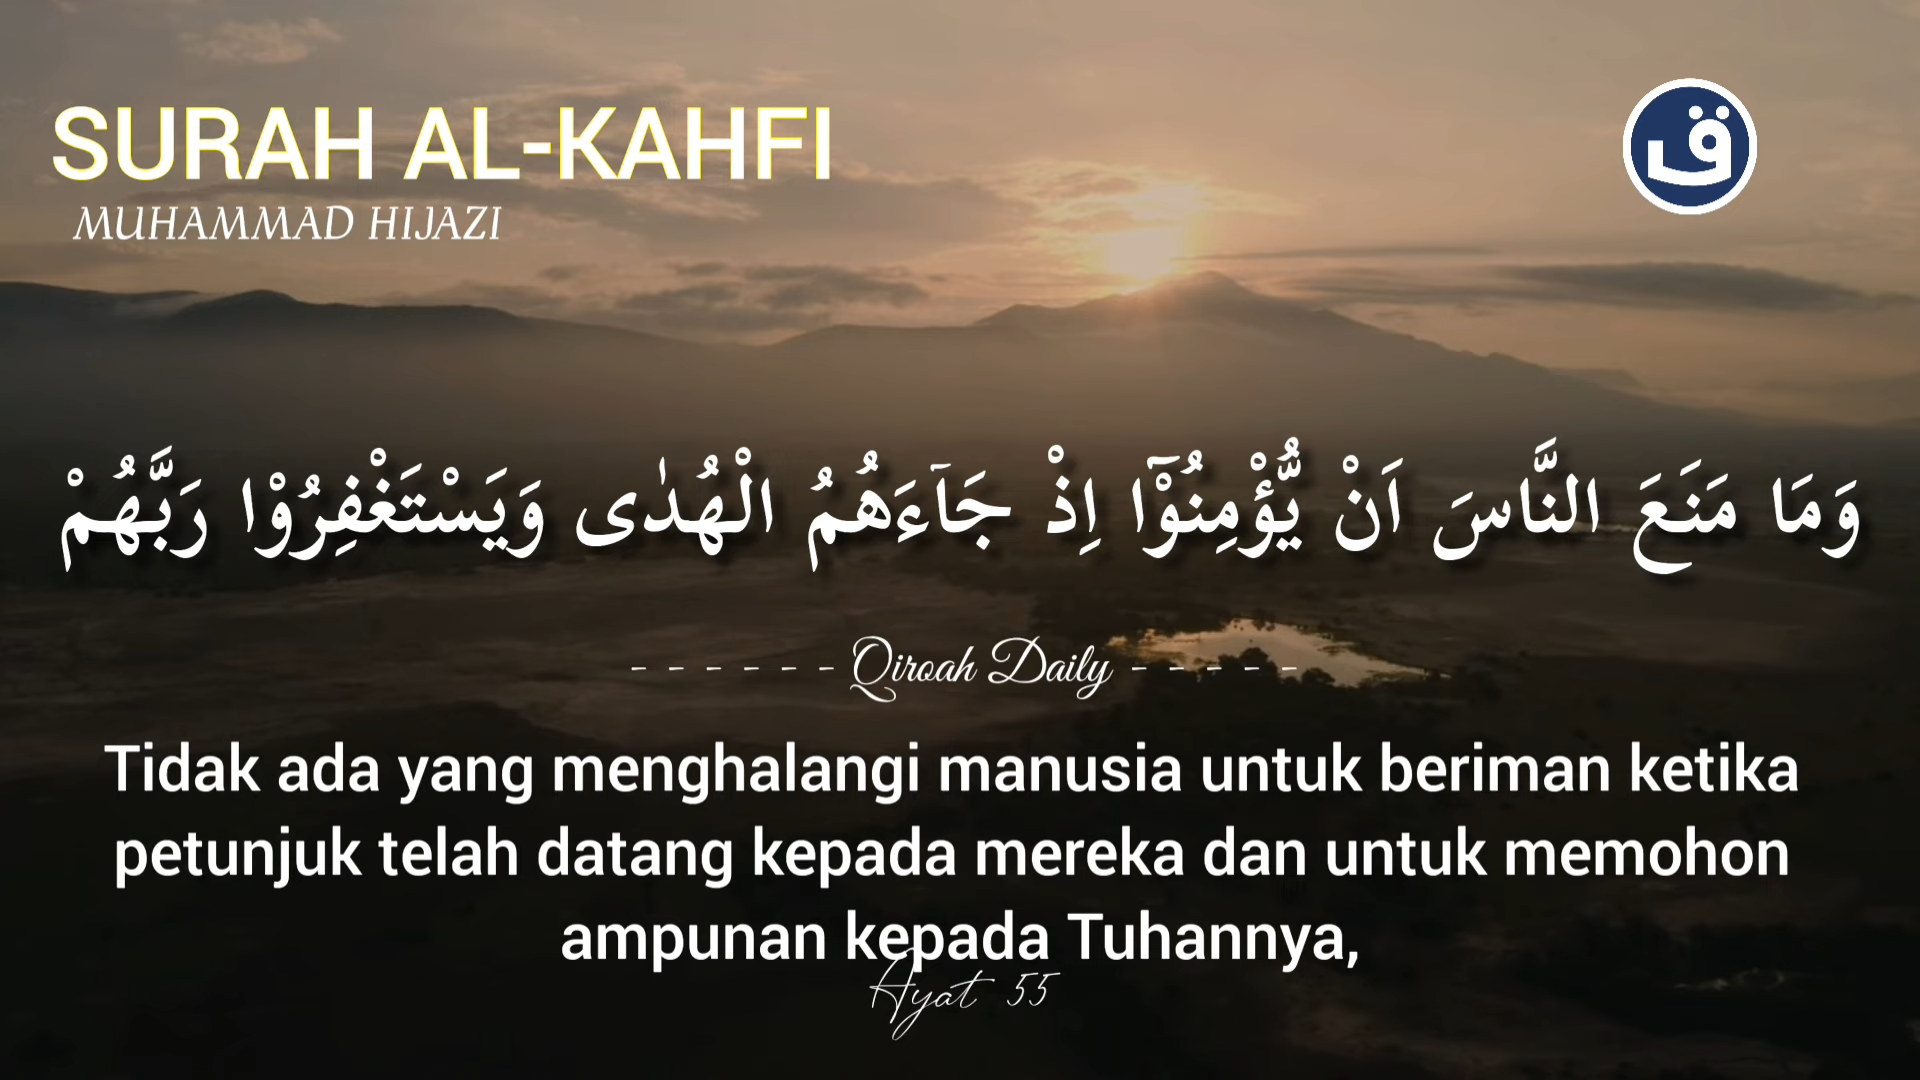 SURAH AL-KAHFI
MUHAMMAD HIJAZI
ق
وَمَا مَنَعَ النَّاسَ اَنْ يُّؤْمِنُوْٓا اِذْ جَاۤءَهُمُ الْهُدٰى وَيَسْتَغْفِرُوْا رَبَّهُمْ
- - - - - - Qiroah Daily - - - - -
Tidak ada yang menghalangi manusia untuk beriman ketika
petunjuk telah datang kepada mereka dan untuk memohon
ampunan kepada Tuhannya,
Ayat 55